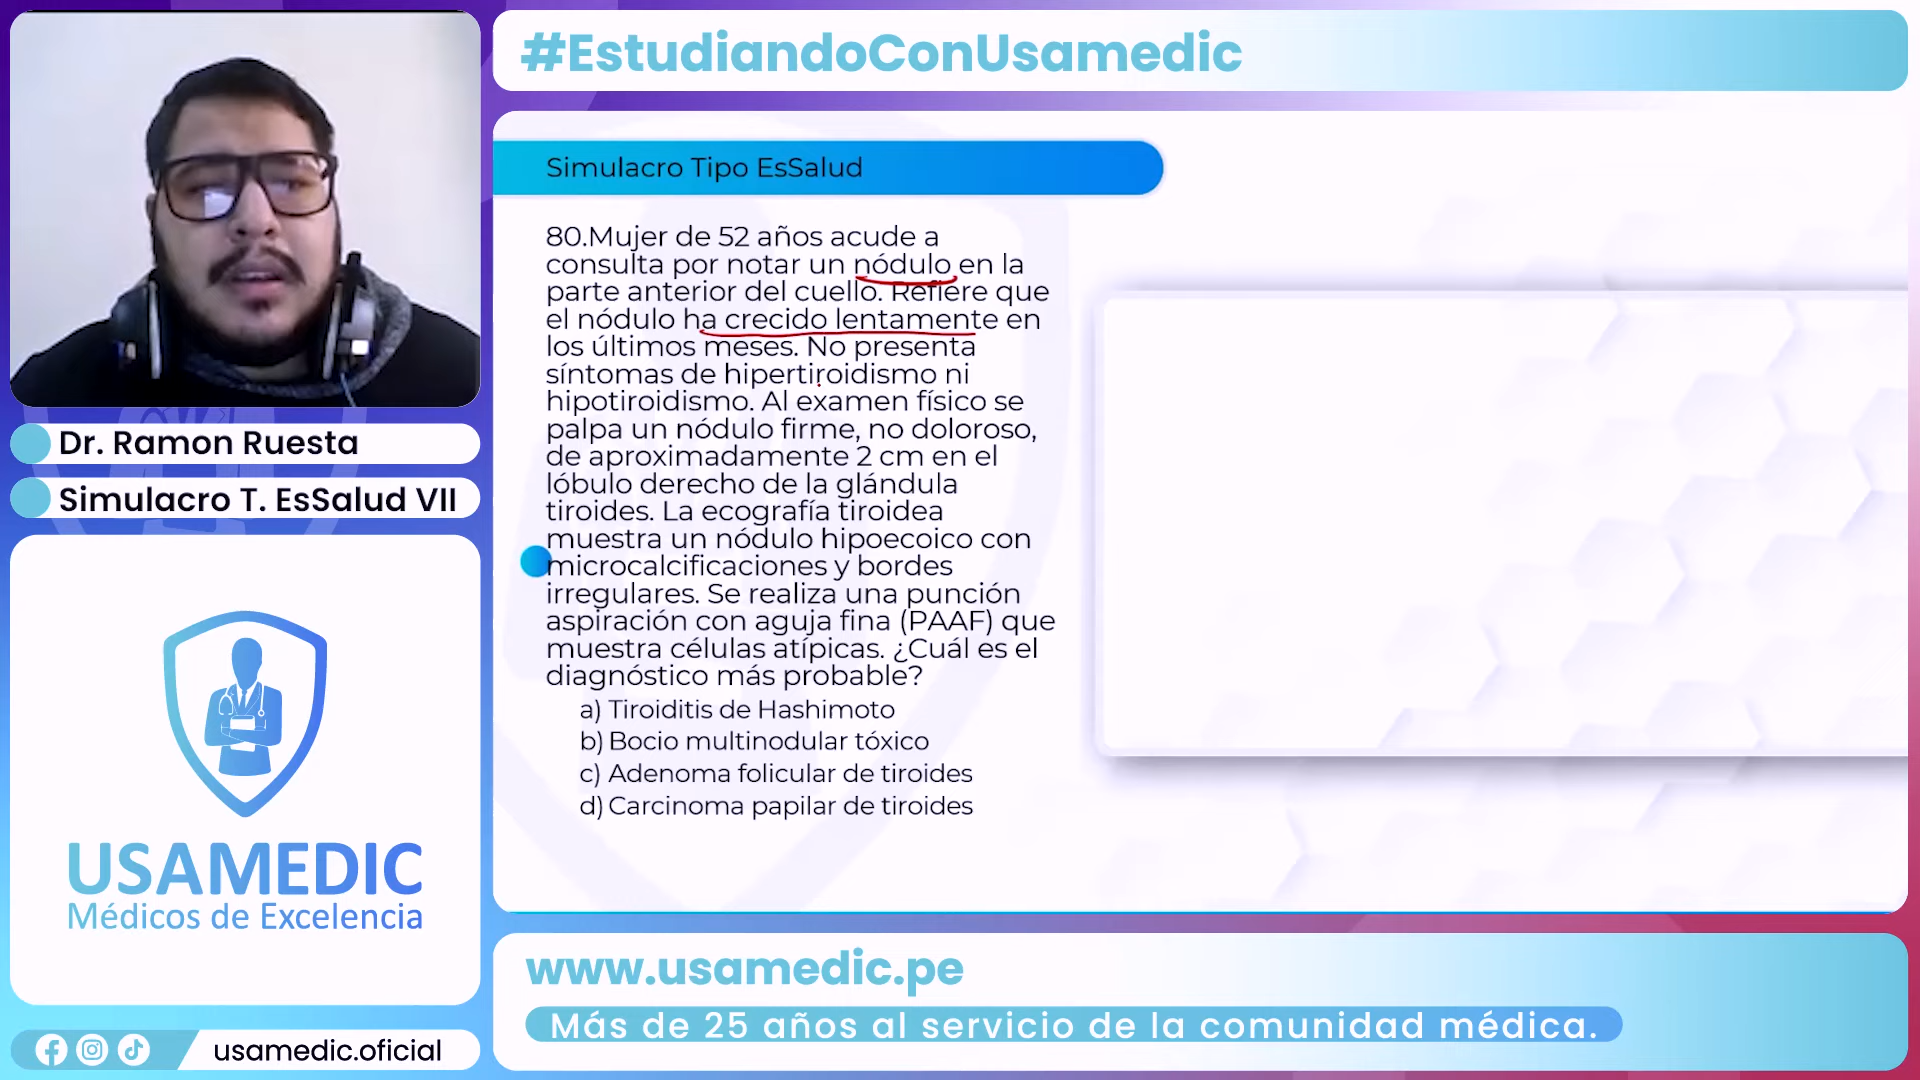 #EstudiandoConUsamedic
Simulacro Tipo EsSalud
80.Mujer de 52 años acude a
consulta por notar un nódulo en la
parte anterior del cuello. Refiere que
el nódulo ha crecido lentamente en
los últimos meses. No presenta
síntomas de hipertiroidismo ni
hipotiroidismo. Al examen físico se
palpa un nódulo firme, no doloroso,
de aproximadamente 2 cm en el
lóbulo derecho de la glándula
tiroides. La ecografía tiroidea
muestra un nódulo hipoecoico con
microcalcificaciones y bordes
irregulares. Se realiza una punción
aspiración con aguja fina (PAAF) que
muestra células atípicas. ¿Cuál es el
diagnóstico más probable?
a) Tiroiditis de Hashimoto
b) Bocio multinodular tóxico
c) Adenoma folicular de tiroides
d) Carcinoma papilar de tiroides
Dr. Ramon Ruesta
Simulacro T. EsSalud VII
USAMEDIC
Médicos de Excelencia
usamedic.oficial
www.usamedic.pe
Más de 25 años al servicio de la comunidad médica.